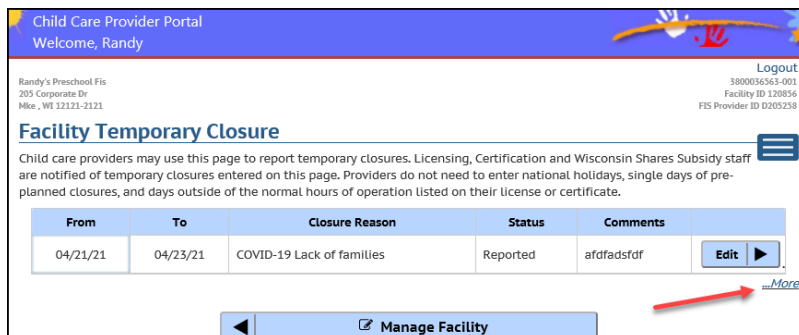 Child Care Provider Portal
Welcome, Randy
Logout
Randy's Preschool Fis
205 Corporate Dr
Mke , WI 12121-2121
3800036563-001
Facility ID 120856
FIS Provider ID D205258
Facility Temporary Closure
Child care providers may use this page to report temporary closures. Licensing, Certification and Wisconsin Shares Subsidy staff
are notified of temporary closures entered on this page. Providers do not need to enter national holidays, single days of pre-
planned closures, and days outside of the normal hours of operation listed on their license or certificate.
From To Closure Reason Status Comments
04/21/21 04/23/21 COVID-19 Lack of families Reported afdfadsfdf Edit
...More
Manage Facility